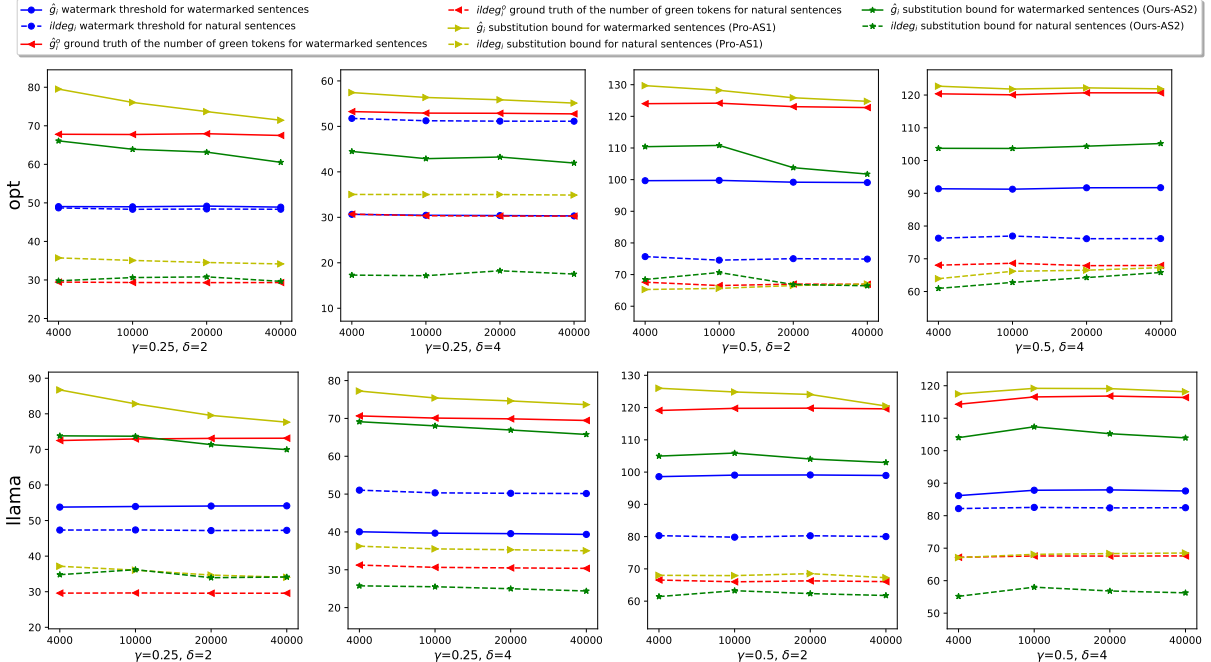 ĝᵢ watermark threshold for watermarked sentences
ildegᵢ watermark threshold for natural sentences
ĝᵢᵒ ground truth of the number of green tokens for watermarked sentences
ildegᵢᵒ ground truth of the number of green tokens for natural sentences
ĝᵢ substitution bound for watermarked sentences (Pro-AS1)
ildegᵢ substitution bound for natural sentences (Pro-AS1)
ĝᵢ substitution bound for watermarked sentences (Ours-AS2)
ildegᵢ substitution bound for natural sentences (Ours-AS2)
opt
80
70
60
50
40
30
20
4000 10000 20000 40000
γ=0.25, δ=2
60
50
40
30
20
10
4000 10000 20000 40000
γ=0.25, δ=4
130
120
110
100
90
80
70
60
4000 10000 20000 40000
γ=0.5, δ=2
120
110
100
90
80
70
60
4000 10000 20000 40000
γ=0.5, δ=4
llama
90
80
70
60
50
40
30
20
4000 10000 20000 40000
γ=0.25, δ=2
80
70
60
50
40
30
20
4000 10000 20000 40000
γ=0.25, δ=4
130
120
110
100
90
80
70
60
4000 10000 20000 40000
γ=0.5, δ=2
120
110
100
90
80
70
60
50
4000 10000 20000 40000
γ=0.5, δ=4